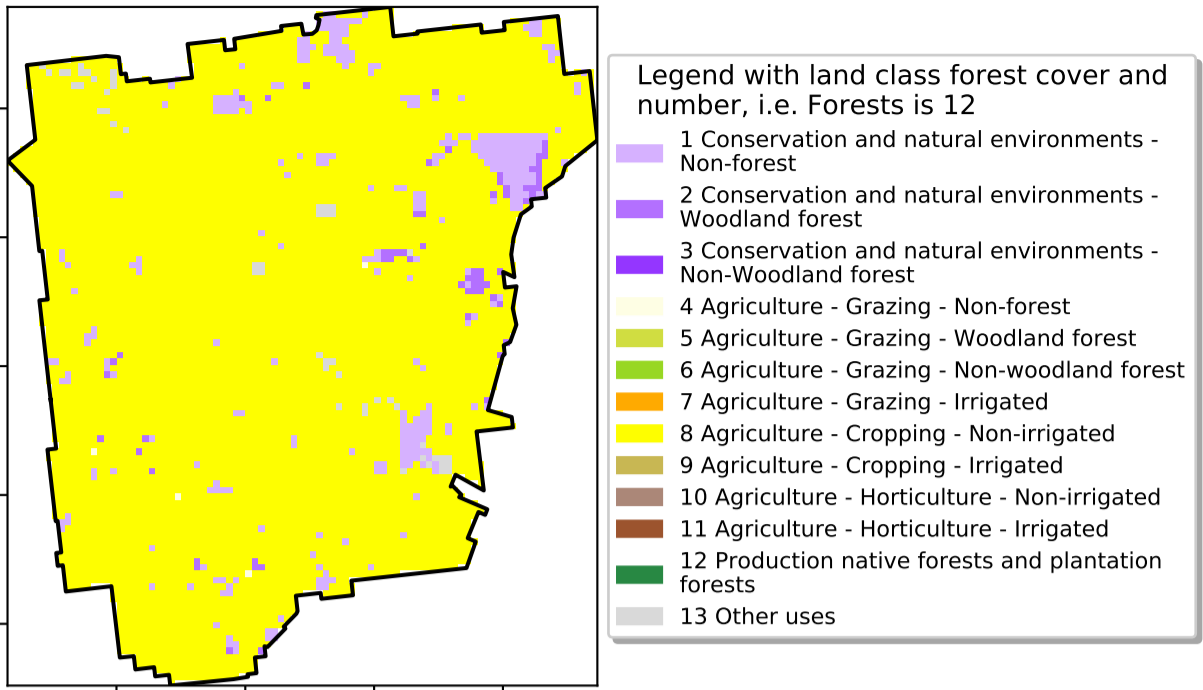 Legend with land class forest cover and
number, i.e. Forests is 12
1 Conservation and natural environments -
Non-forest
2 Conservation and natural environments -
Woodland forest
3 Conservation and natural environments -
Non-Woodland forest
4 Agriculture - Grazing - Non-forest
5 Agriculture - Grazing - Woodland forest
6 Agriculture - Grazing - Non-woodland forest
7 Agriculture - Grazing - Irrigated
8 Agriculture - Cropping - Non-irrigated
9 Agriculture - Cropping - Irrigated
10 Agriculture - Horticulture - Non-irrigated
11 Agriculture - Horticulture - Irrigated
12 Production native forests and plantation
forests
13 Other uses